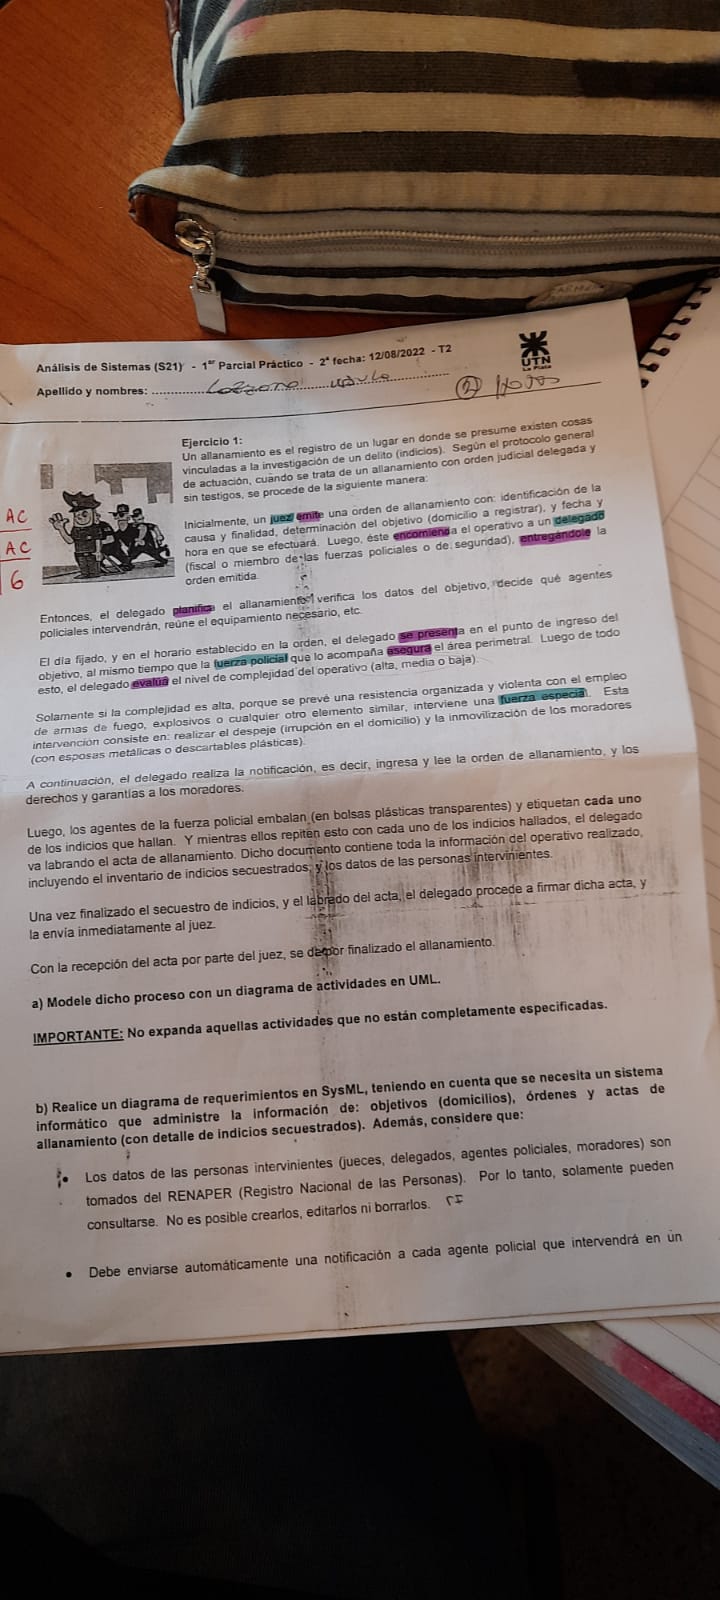 Análisis de Sistemas (S21) - 1er Parcial Práctico - 2ª fecha: 12/08/2022 - T2
UTN
La Plata
Apellido y nombres:
AC
AC
6
Ejercicio 1:
Un allanamiento es el registro de un lugar en donde se presume existen cosas
vinculadas a la investigación de un delito (indicios). Según el protocolo general
de actuación, cuando se trata de un allanamiento con orden judicial delegada y
sin testigos, se procede de la siguiente manera:
Inicialmente, un juez emite una orden de allanamiento con: identificación de la
causa y finalidad, determinación del objetivo (domicilio a registrar), y fecha y
hora en que se efectuará. Luego, éste encomienda el operativo a un delegado
(fiscal o miembro de las fuerzas policiales o de seguridad), entregándole la
orden emitida.
Entonces, el delegado planifica el allanamiento: verifica los datos del objetivo, decide qué agentes
policiales intervendrán, reúne el equipamiento necesario, etc.
El día fijado, y en el horario establecido en la orden, el delegado se presenta en el punto de ingreso del
objetivo, al mismo tiempo que la fuerza policial que lo acompaña asegura el área perimetral. Luego de todo
esto, el delegado evalúa el nivel de complejidad del operativo (alta, media o baja).
Solamente si la complejidad es alta, porque se prevé una resistencia organizada y violenta con el empleo
de armas de fuego, explosivos o cualquier otro elemento similar, interviene una fuerza especial. Esta
intervención consiste en: realizar el despeje (irrupción en el domicilio) y la inmovilización de los moradores
(con esposas metálicas o descartables plásticas).
A continuación, el delegado realiza la notificación, es decir, ingresa y lee la orden de allanamiento, y los
derechos y garantías a los moradores.
Luego, los agentes de la fuerza policial embalan (en bolsas plásticas transparentes) y etiquetan cada uno
de los indicios que hallan. Y mientras ellos repiten esto con cada uno de los indicios hallados, el delegado
va labrando el acta de allanamiento. Dicho documento contiene toda la información del operativo realizado,
incluyendo el inventario de indicios secuestrados, y los datos de las personas intervinientes.
Una vez finalizado el secuestro de indicios, y el labrado del acta, el delegado procede a firmar dicha acta, y
la envía inmediatamente al juez.
Con la recepción del acta por parte del juez, se da por finalizado el allanamiento.
a) Modele dicho proceso con un diagrama de actividades en UML.
IMPORTANTE: No expanda aquellas actividades que no están completamente especificadas.
b) Realice un diagrama de requerimientos en SysML, teniendo en cuenta que se necesita un sistema
informático que administre la información de: objetivos (domicilios), órdenes y actas de
allanamiento (con detalle de indicios secuestrados). Además, considere que:
• Los datos de las personas intervinientes (jueces, delegados, agentes policiales, moradores) son
tomados del RENAPER (Registro Nacional de las Personas). Por lo tanto, solamente pueden
consultarse. No es posible crearlos, editarlos ni borrarlos.
• Debe enviarse automáticamente una notificación a cada agente policial que intervendrá en un